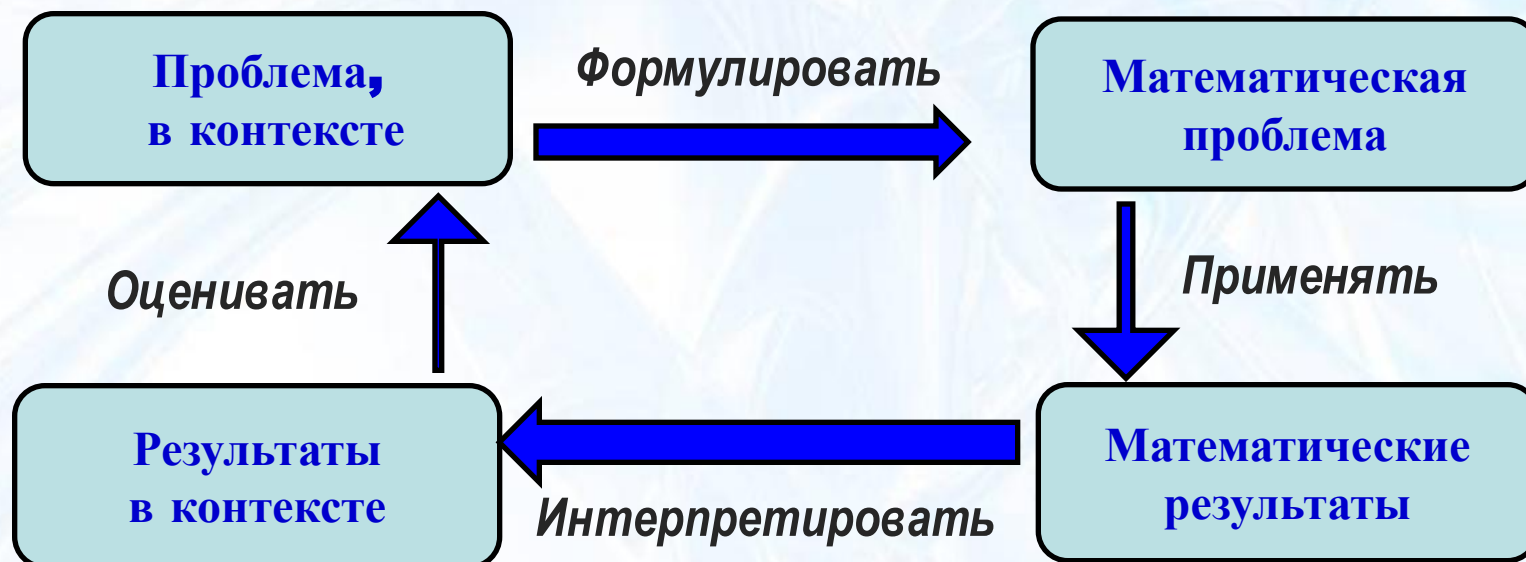 Проблема,
в контексте
Формулировать
Математическая
проблема
Оценивать
Применять
Результаты
в контексте
Интерпретировать
Математические
результаты